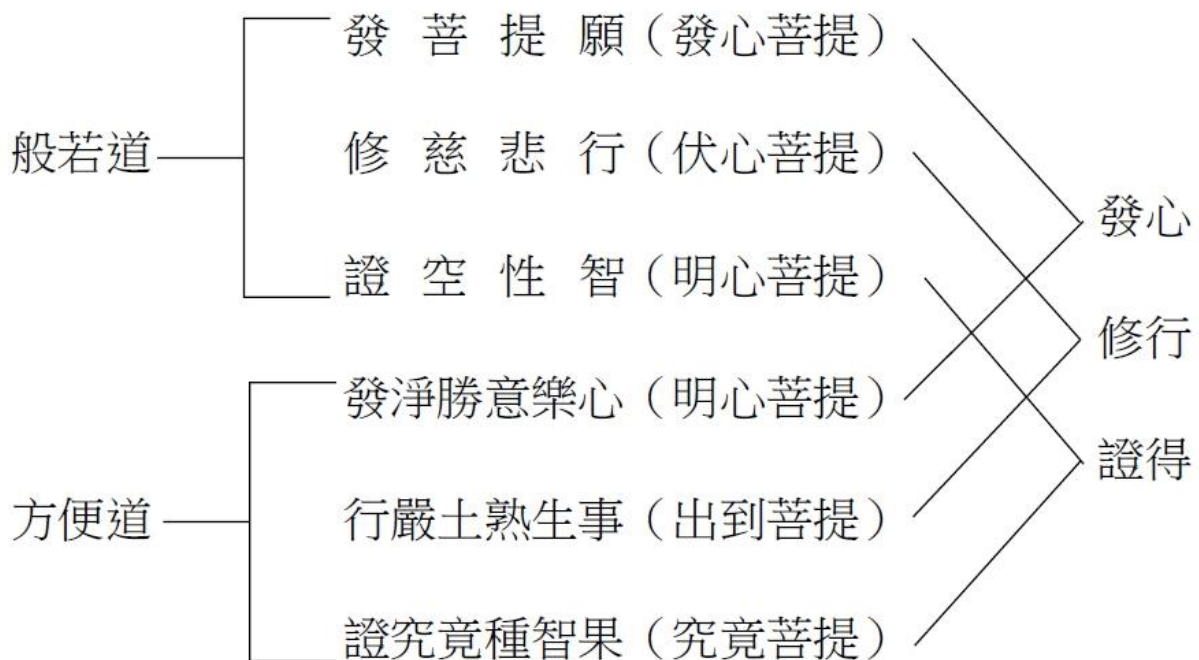 般若道
發菩提願（發心菩提）
修慈悲行（伏心菩提）
證空性智（明心菩提）
方便道
發淨勝意樂心（明心菩提）
行嚴土熟生事（出到菩提）
證究竟種智果（究竟菩提）
發心
修行
證得